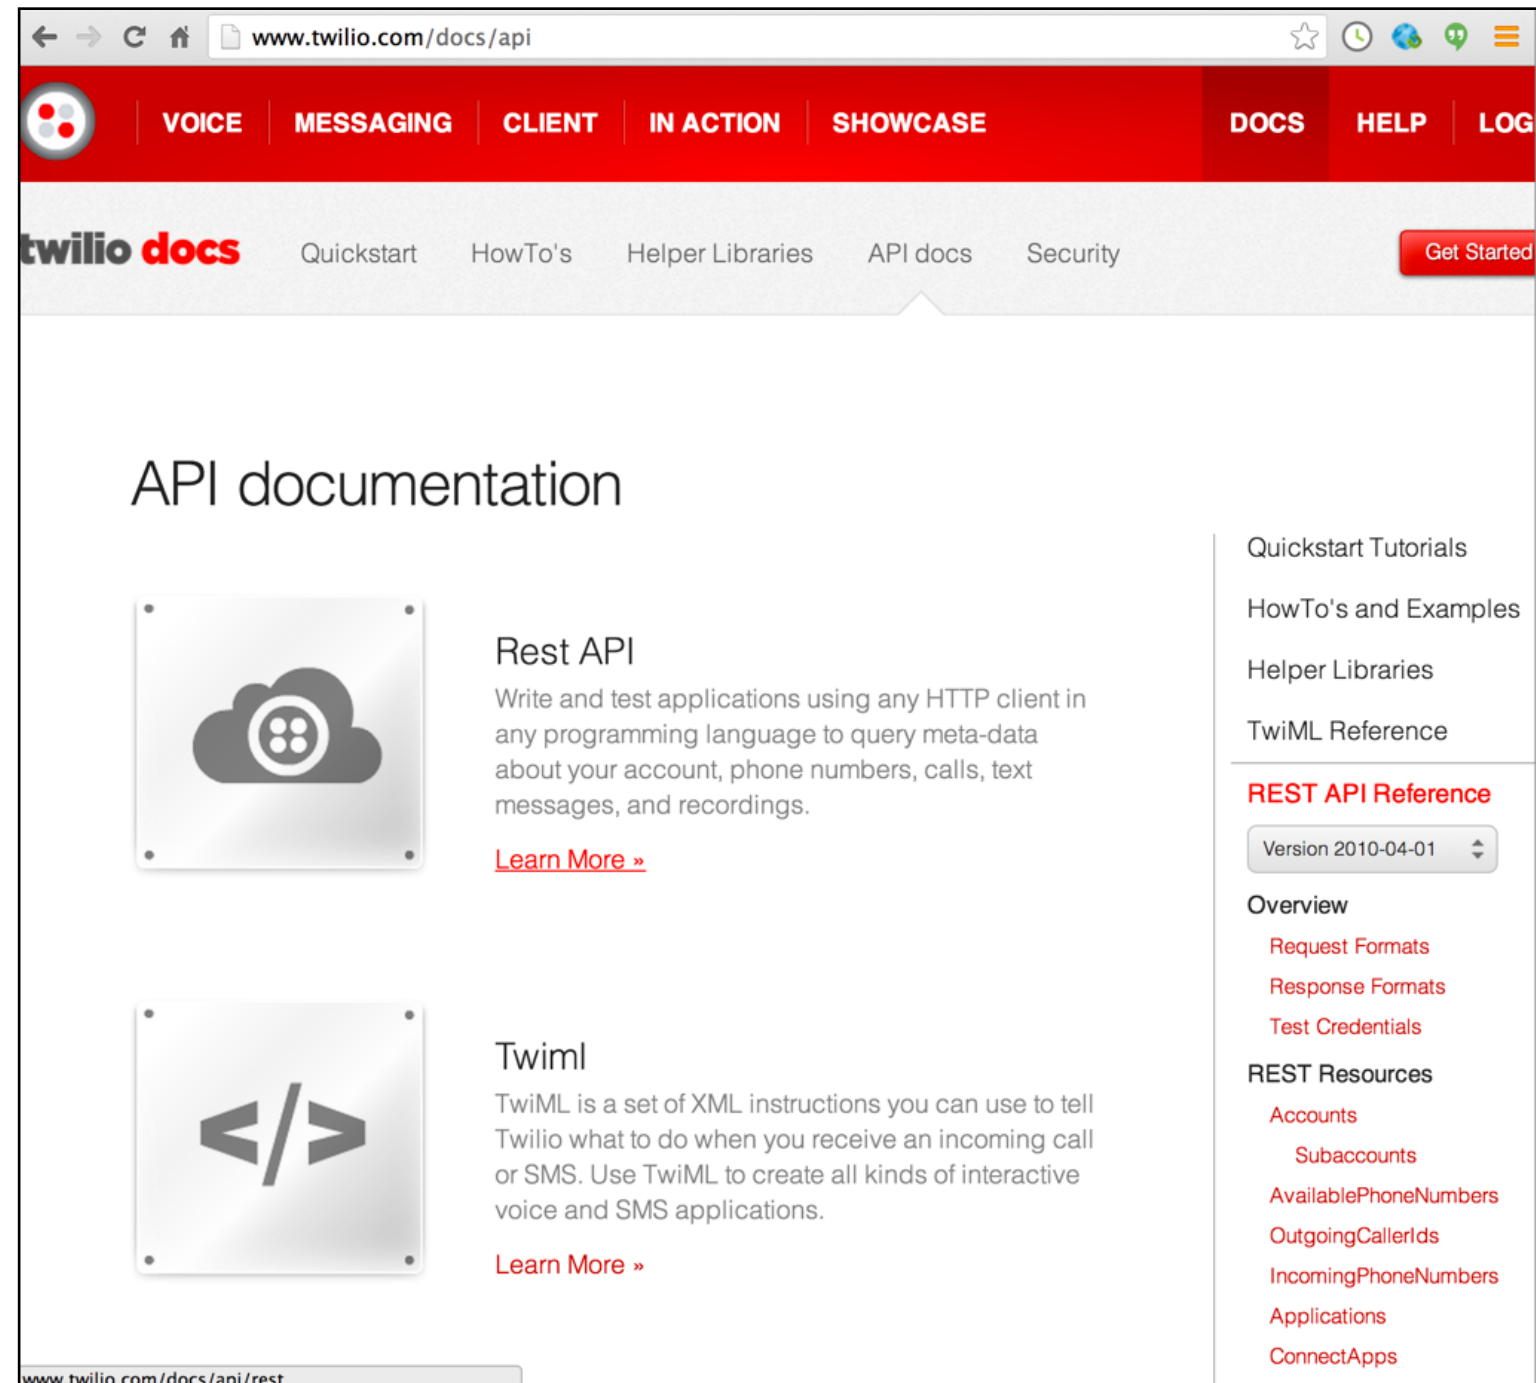 www.twilio.com/docs/api
VOICE MESSAGING CLIENT IN ACTION SHOWCASE DOCS HELP LOG
twilio docs Quickstart HowTo's Helper Libraries API docs Security Get Started
API documentation
Rest API
Write and test applications using any HTTP client in
any programming language to query meta-data
about your account, phone numbers, calls, text
messages, and recordings.
Learn More »
Twiml
TwiML is a set of XML instructions you can use to tell
Twilio what to do when you receive an incoming call
or SMS. Use TwiML to create all kinds of interactive
voice and SMS applications.
Learn More »
Quickstart Tutorials
HowTo's and Examples
Helper Libraries
TwiML Reference
REST API Reference
Version 2010-04-01
Overview
Request Formats
Response Formats
Test Credentials
REST Resources
Accounts
Subaccounts
AvailablePhoneNumbers
OutgoingCallerIds
IncomingPhoneNumbers
Applications
ConnectApps
www.twilio.com/docs/api/rest